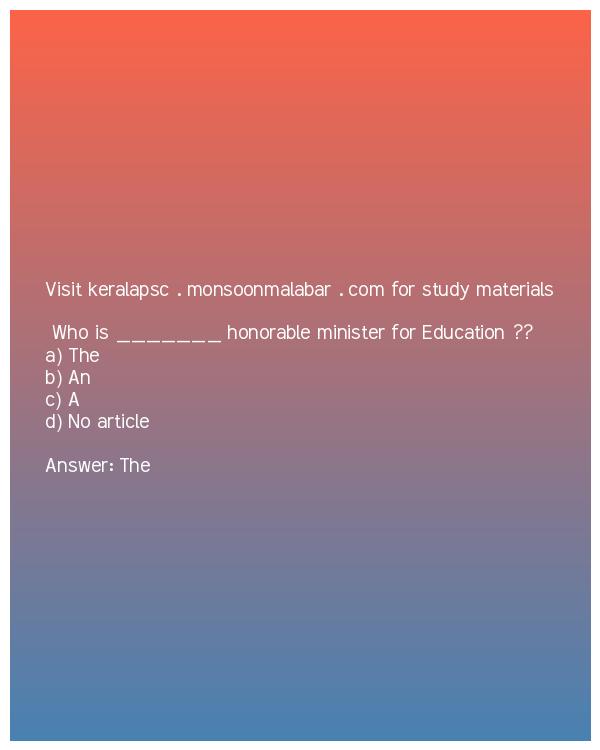 Visit keralapsc . monsoonmalabar . com for study materials
Who is _______ honorable minister for Education ??
a) The
b) An
c) A
d) No article
Answer: The